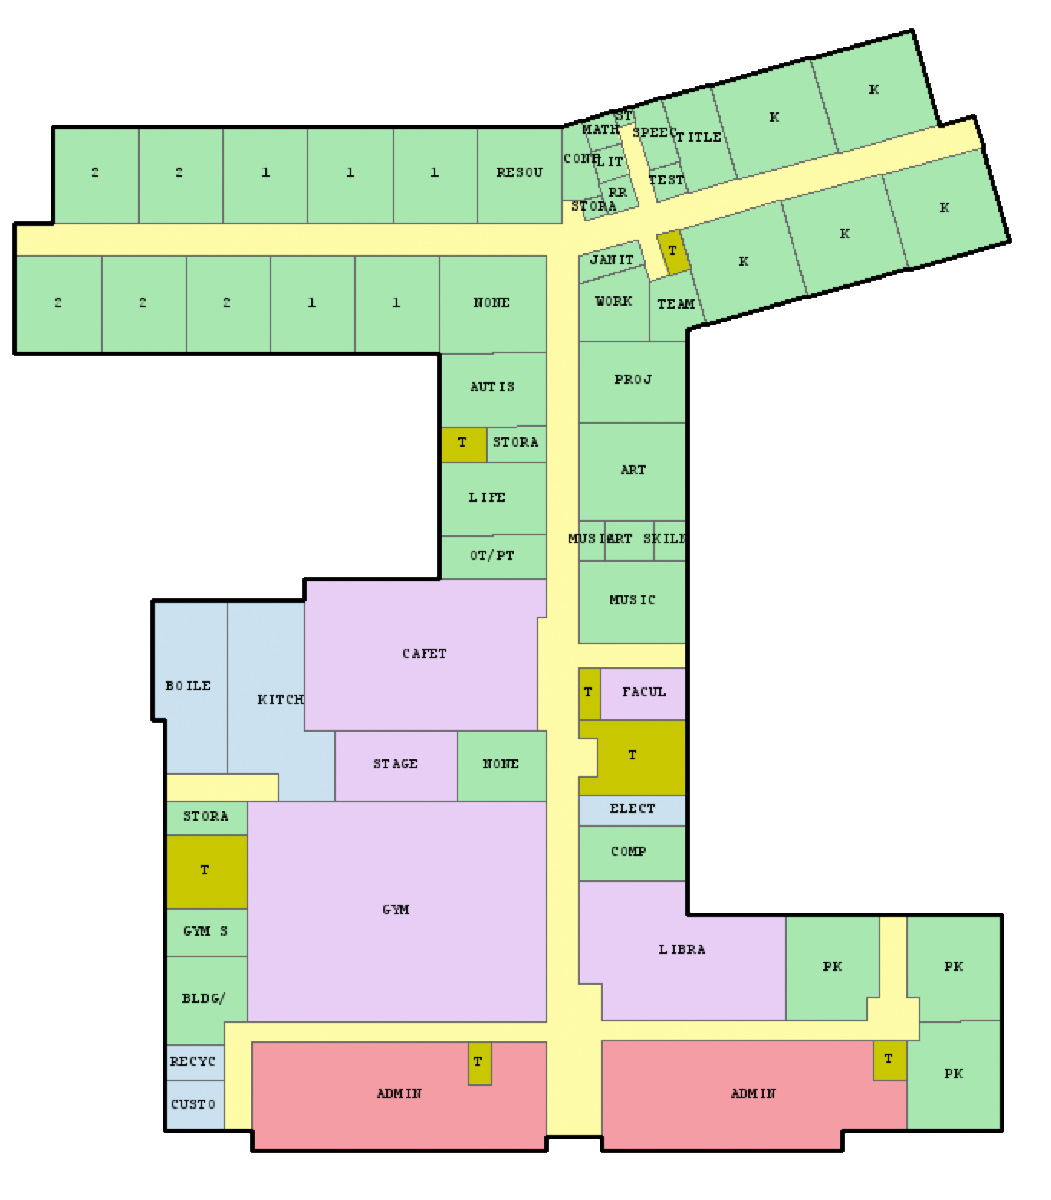 K
K
ST
MATH
SPEEC
TITLE
CONF
LIT
2
2
1
1
1
RESOU
TEST
RR
STORA
K
K
K
T
JANIT
2
2
2
1
1
NONE
WORK
TEAM
PROJ
AUTIS
T
STORA
ART
LIFE
MUSIC
ART S
KILN
OT/PT
MUSIC
CAFET
BOILE
KITCH
T
FACUL
STAGE
NONE
T
STORA
ELECT
T
COMP
GYM
GYM S
LIBRA
PK
PK
BLDG/
RECYC
T
T
PK
CUSTO
ADMIN
ADMIN